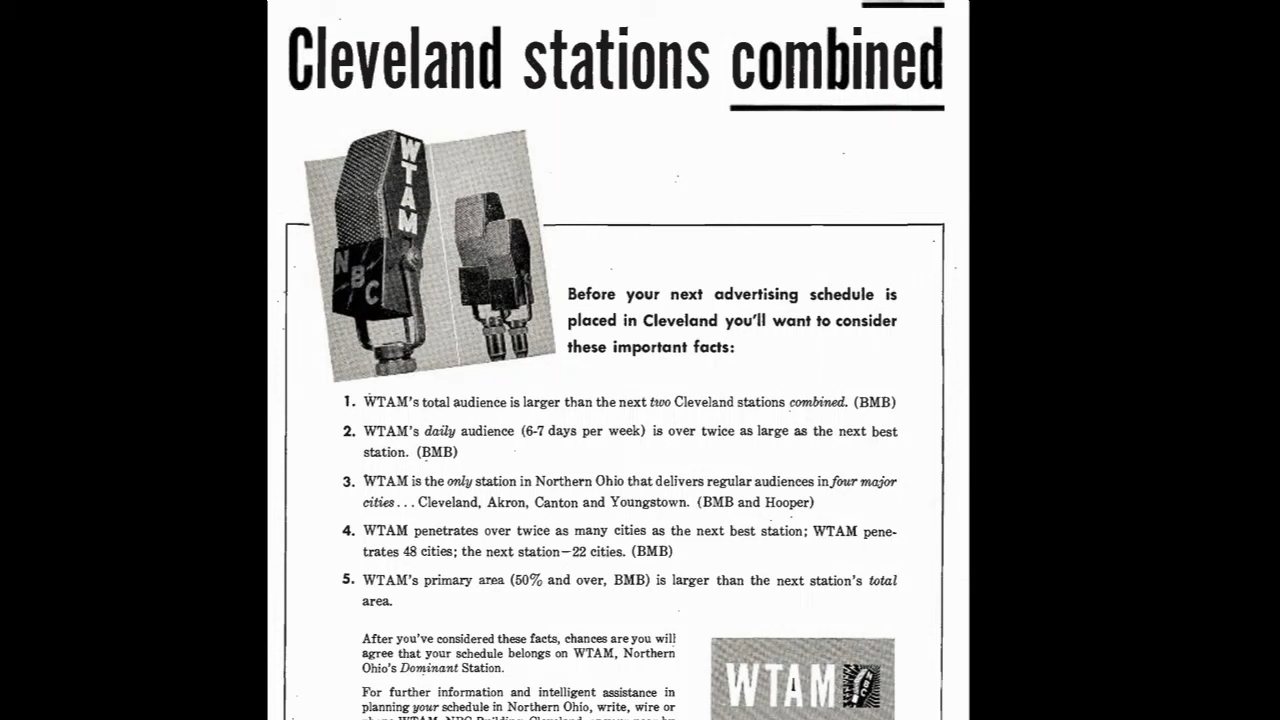 Cleveland stations combined
WTAM
NBC
Before your next advertising schedule is
placed in Cleveland you'll want to consider
these important facts:
1. WTAM's total audience is larger than the next two Cleveland stations combined. (BMB)
2. WTAM's daily audience (6-7 days per week) is over twice as large as the next best
station. (BMB)
3. WTAM is the only station in Northern Ohio that delivers regular audiences in four major
cities... Cleveland, Akron, Canton and Youngstown. (BMB and Hooper)
4. WTAM penetrates over twice as many cities as the next best station; WTAM pene-
trates 48 cities; the next station—22 cities. (BMB)
5. WTAM's primary area (50% and over, BMB) is larger than the next station's total
area.
After you've considered these facts, chances are you will
agree that your schedule belongs on WTAM, Northern
Ohio's Dominant Station.
For further information and intelligent assistance in
planning your schedule in Northern Ohio, write, wire or
WTAM